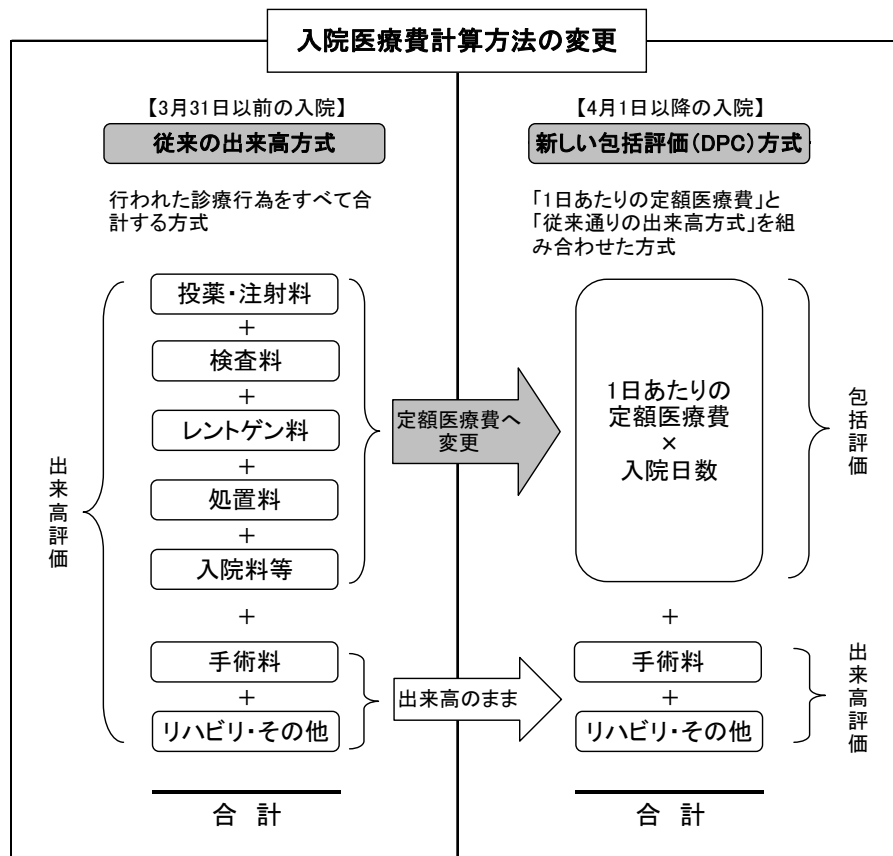 入院医療費計算方法の変更
【3月31日以前の入院】
従来の出来高方式
行われた診療行為をすべて合
計する方式
出来高評価
投薬・注射料
+
検査料
+
レントゲン料
+
処置料
+
入院料等
+
手術料
+
リハビリ・その他
合 計
定額医療費へ
変更
出来高のまま
【4月1日以降の入院】
新しい包括評価(DPC)方式
「1日あたりの定額医療費」と
「従来通りの出来高方式」を組
み合わせた方式
1日あたりの
定額医療費
×
入院日数
包括評価
+
手術料
+
リハビリ・その他
出来高評価
合 計